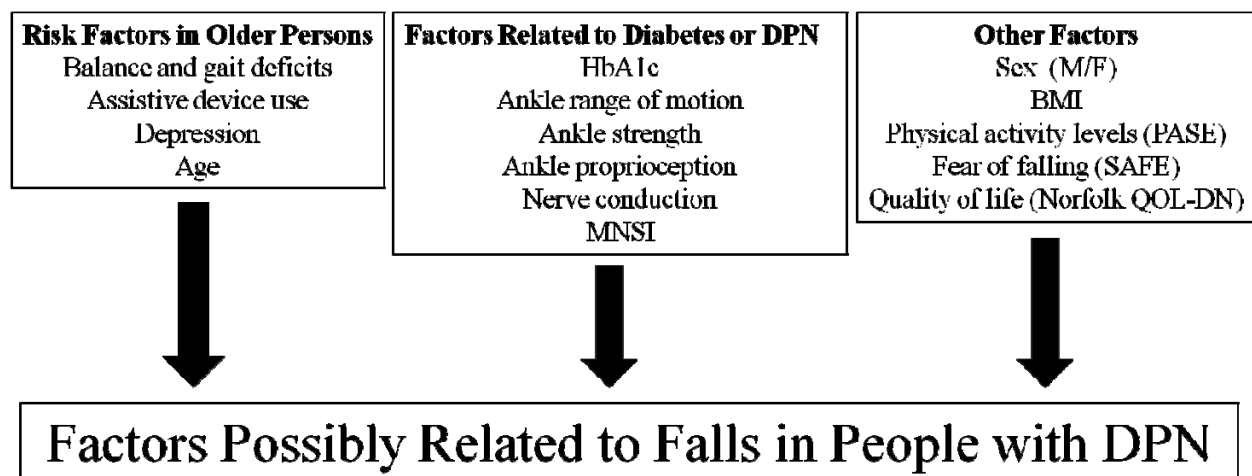 Risk Factors in Older Persons
Balance and gait deficits
Assistive device use
Depression
Age
Factors Related to Diabetes or DPN
HbA1c
Ankle range of motion
Ankle strength
Ankle proprioception
Nerve conduction
MNSI
Other Factors
Sex (M/F)
BMI
Physical activity levels (PASE)
Fear of falling (SAFE)
Quality of life (Norfolk QOL-DN)
Factors Possibly Related to Falls in People with DPN